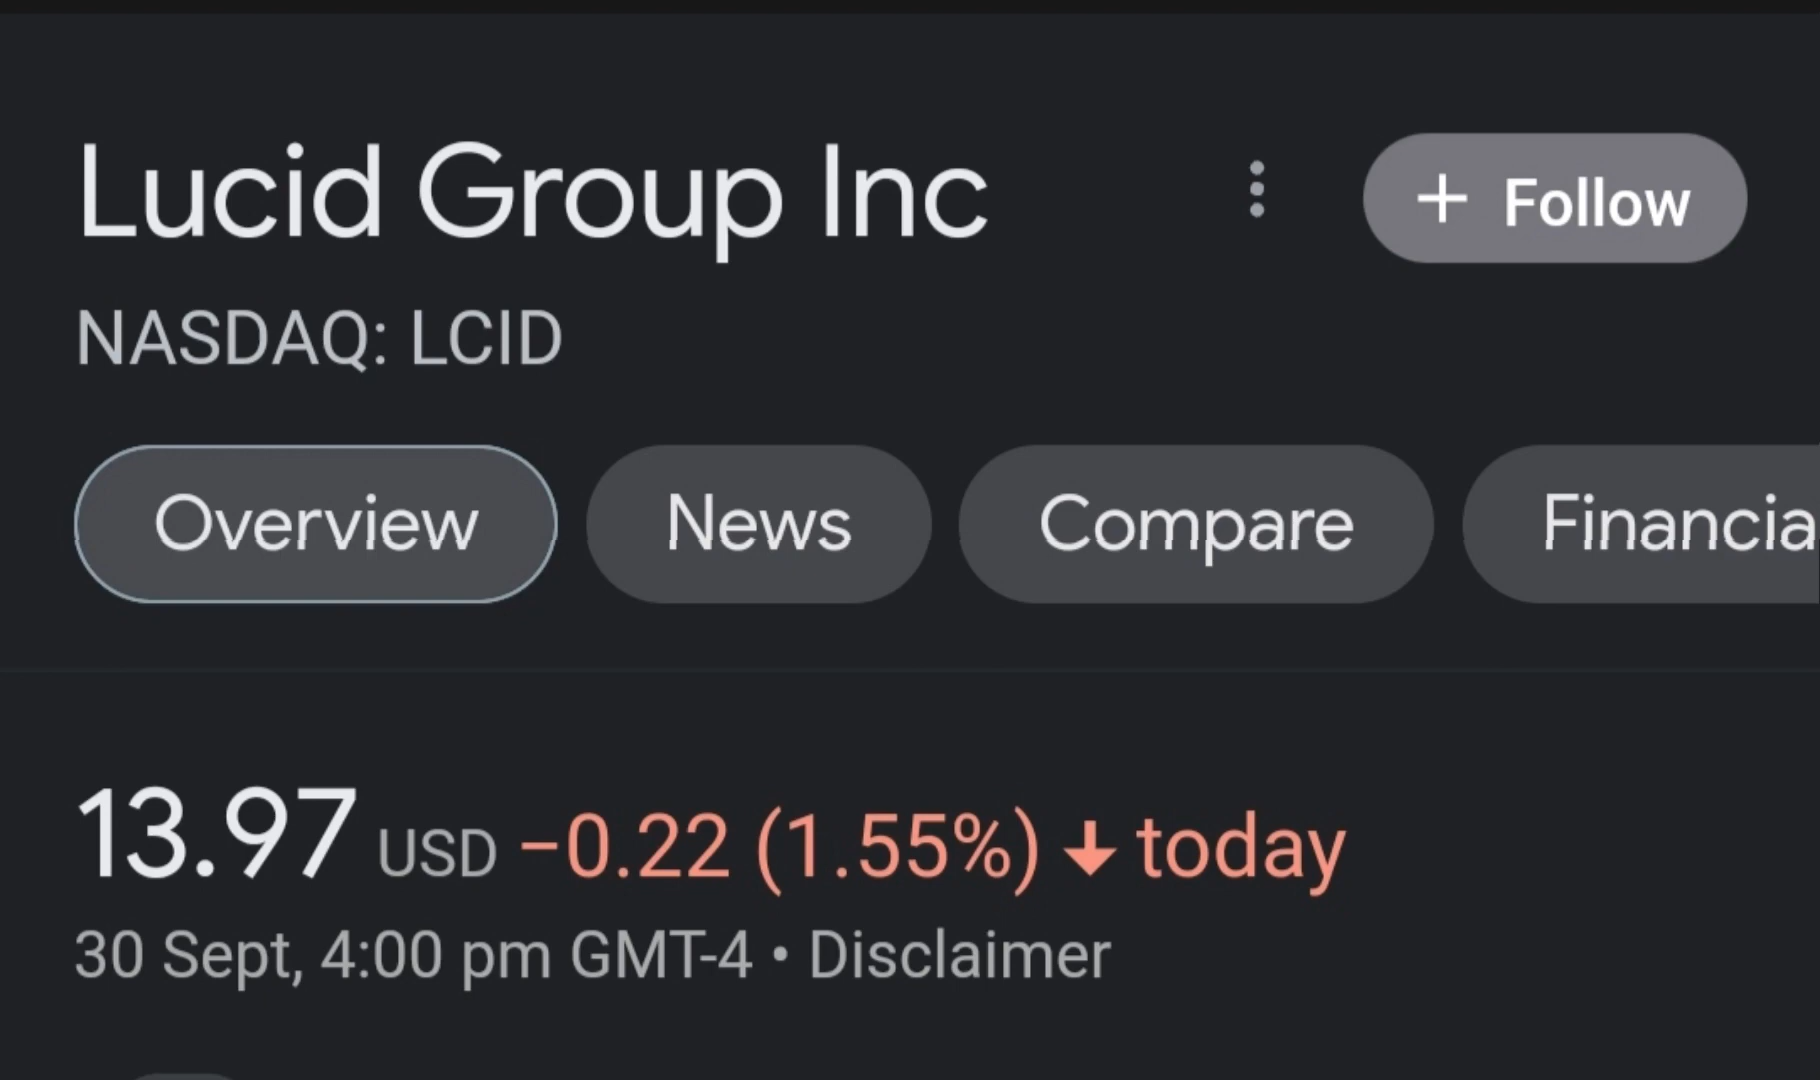 Lucid Group Inc
+ Follow
NASDAQ: LCID
Overview News Compare Financia
13.97 USD −0.22 (1.55%) ↓ today
30 Sept, 4:00 pm GMT-4 • Disclaimer